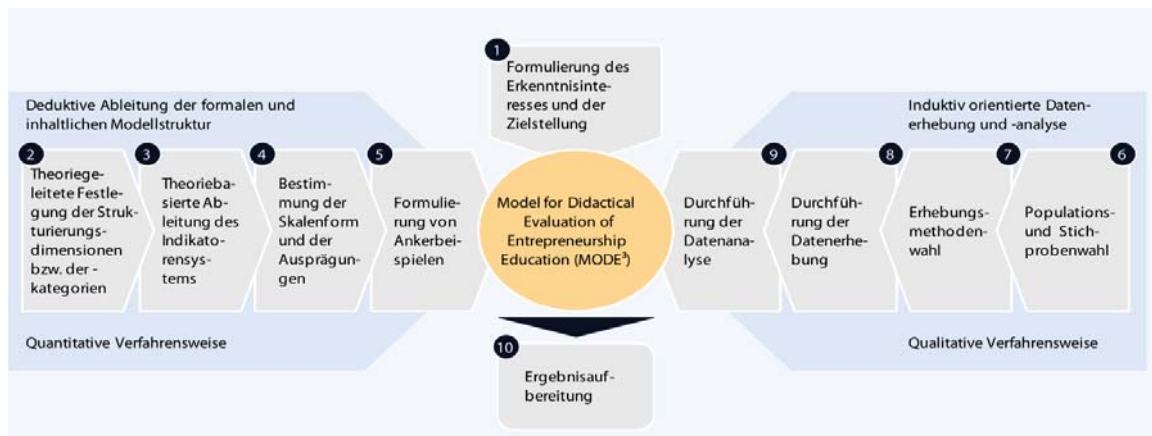 1
Formulierung des
Erkenntnisinte-
resses und der
Zielstellung
Deduktive Ableitung der formalen und
inhaltlichen Modellstruktur
2
Theoriege-
leitete Festle-
gung der Struk-
turierungs-
dimensionen
bzw. der -
kategorien
3
Theorieba-
sierte Ab-
leitung des
Indikato-
rensys-
tems
4
Bestim-
mung der
Skalenform
und der
Ausprägun-
gen
5
Formulie-
rung von
Ankerbei-
spielen
Quantitative Verfahrensweise
Model for Didactical
Evaluation of
Entrepreneurship
Education (MODE³)
Induktiv orientierte Daten-
erhebung und -analyse
9
Durchfüh-
rung der
Datenana-
lyse
8
Durchfüh-
rung der
Datenerhe-
bung
7
Erhebungs-
methoden-
wahl
6
Populations-
und Stich-
probenwahl
Qualitative Verfahrensweise
10
Ergebnisauf-
bereitung